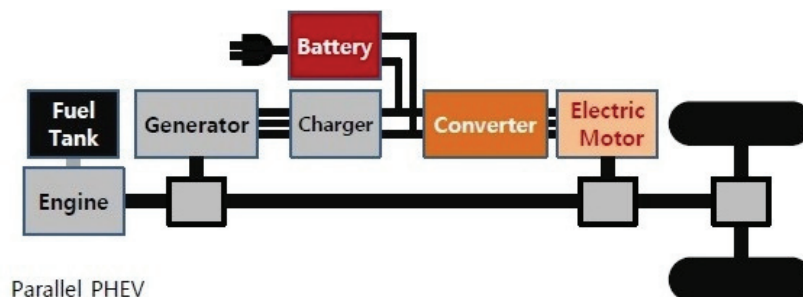 Battery
Fuel
Tank
Generator
Charger
Converter
Electric
Motor
Engine
Parallel PHEV